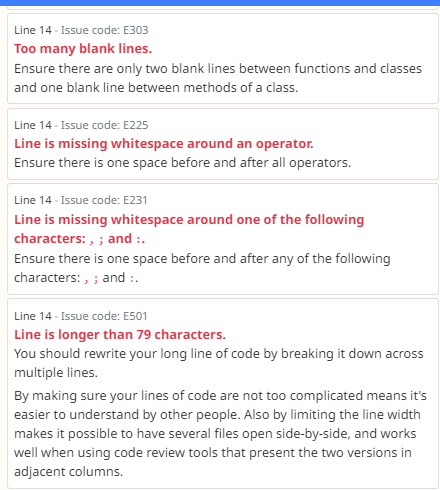 Line 14 - Issue code: E303
Too many blank lines.
Ensure there are only two blank lines between functions and classes
and one blank line between methods of a class.
Line 14 - Issue code: E225
Line is missing whitespace around an operator.
Ensure there is one space before and after all operators.
Line 14 - Issue code: E231
Line is missing whitespace around one of the following
characters: , ; and :.
Ensure there is one space before and after any of the following
characters: , ; and :.
Line 14 - Issue code: E501
Line is longer than 79 characters.
You should rewrite your long line of code by breaking it down across
multiple lines.
By making sure your lines of code are not too complicated means it's
easier to understand by other people. Also by limiting the line width
makes it possible to have several files open side-by-side, and works
well when using code review tools that present the two versions in
adjacent columns.